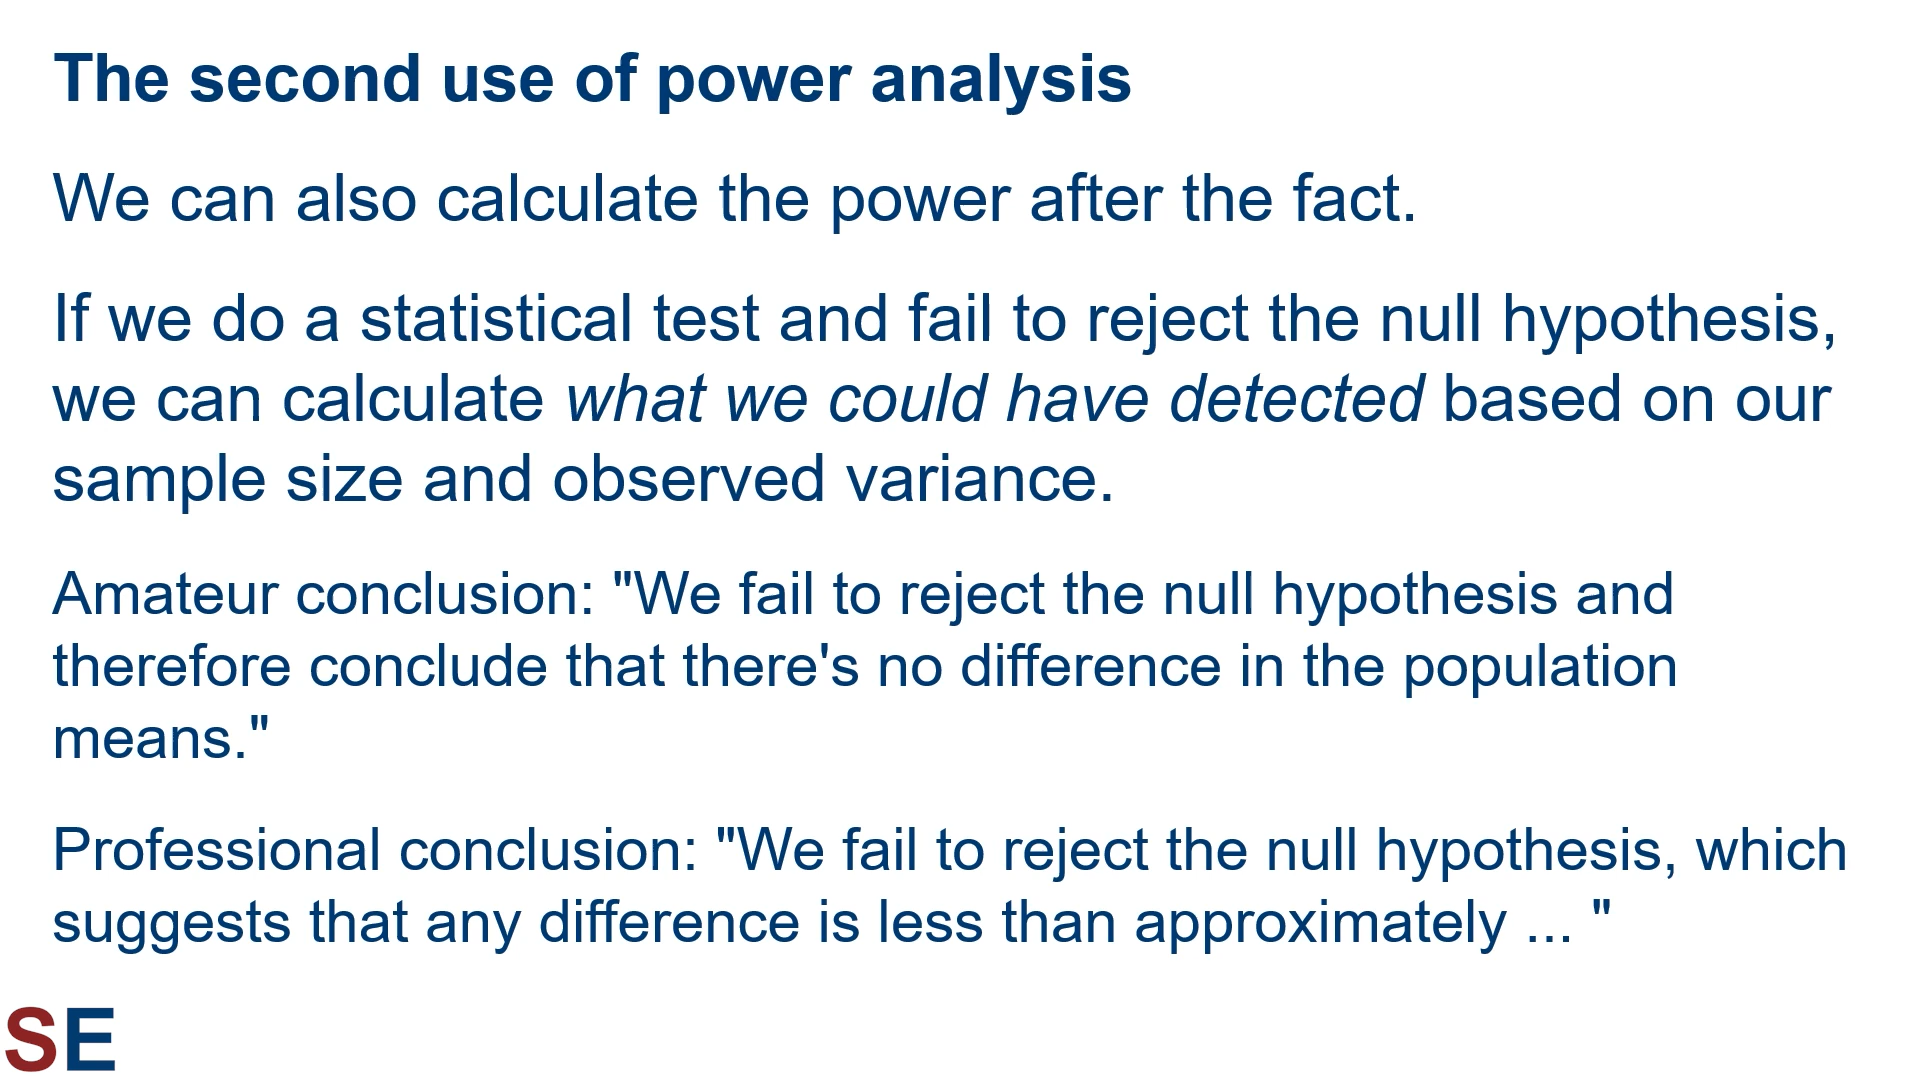 The second use of power analysis
We can also calculate the power after the fact.
If we do a statistical test and fail to reject the null hypothesis,
we can calculate what we could have detected based on our
sample size and observed variance.
Amateur conclusion: "We fail to reject the null hypothesis and
therefore conclude that there's no difference in the population
means."
Professional conclusion: "We fail to reject the null hypothesis, which
suggests that any difference is less than approximately ... "
SE